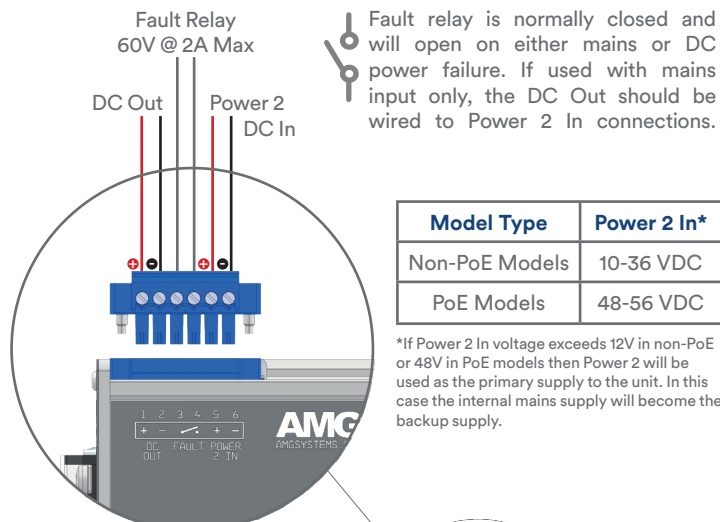 Fault Relay
60V @ 2A Max
DC Out
Power 2
DC In
Fault relay is normally closed and
will open on either mains or DC
power failure. If used with mains
input only, the DC Out should be
wired to Power 2 In connections.
Model Type Power 2 In*
Non-PoE Models 10-36 VDC
PoE Models 48-56 VDC
*If Power 2 In voltage exceeds 12V in non-PoE
or 48V in PoE models then Power 2 will be
used as the primary supply to the unit. In this
case the internal mains supply will become the
backup supply.
+ - + -
1 2 3 4 5 6
+ - + -
DC OUT
FAULT
POWER 2 IN
AMG
AMGSYSTEMS